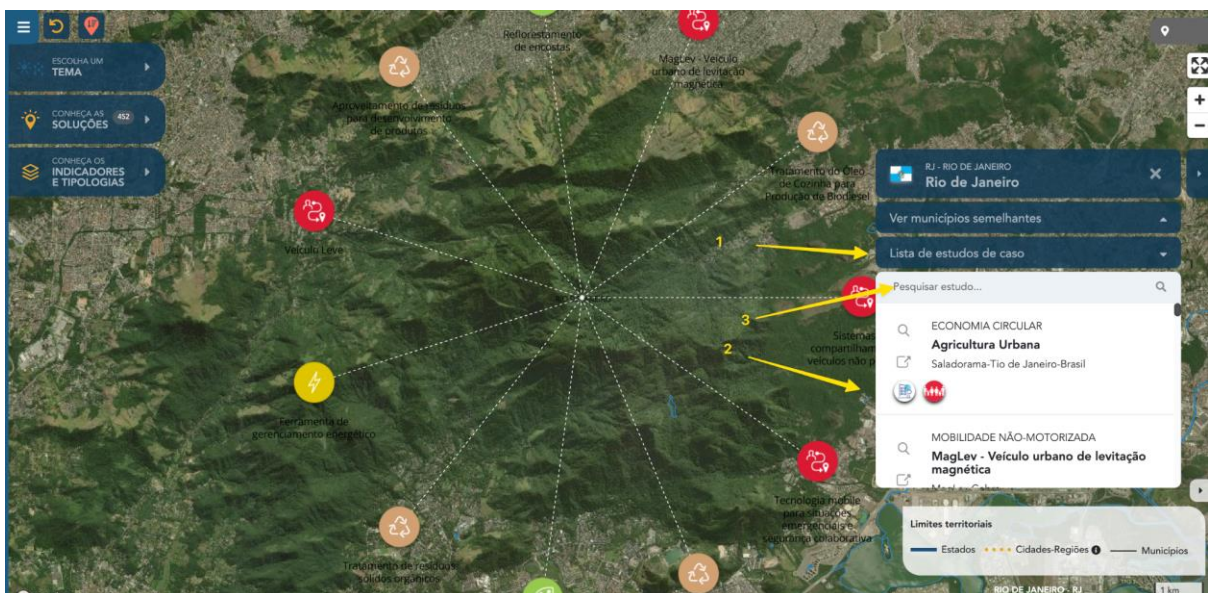 ESCOLHA UM
TEMA
CONHEÇA AS
SOLUÇÕES 452
CONHEÇA OS
INDICADORES
E TIPOLOGIAS
Reflorestamento
de encostas
MagLev - Veículo
urbano de levitação
magnética
Aproveitamento de resíduos
para desenvolvimento
de produtos
Tratamento do Óleo
de Cozinha para
Produção de Biodiesel
Veículo Leve
Sistemas
compartilham
veículos não p
Ferramenta de
gerenciamento energético
Tecnologia mobile
para situações
emergenciais e
segurança colaborativa
Tratamento de resíduos
sólidos orgânicos
1
3
2
RJ - RIO DE JANEIRO
Rio de Janeiro
Ver municípios semelhantes
Lista de estudos de caso
Pesquisar estudo...
ECONOMIA CIRCULAR
Agricultura Urbana
Saladorama-Tio de Janeiro-Brasil
MOBILIDADE NÃO-MOTORIZADA
MagLev - Veículo urbano de levitação
magnética
Limites territoriais
Estados Cidades-Regiões Municípios
RIO DE JANEIRO - RJ
1 km